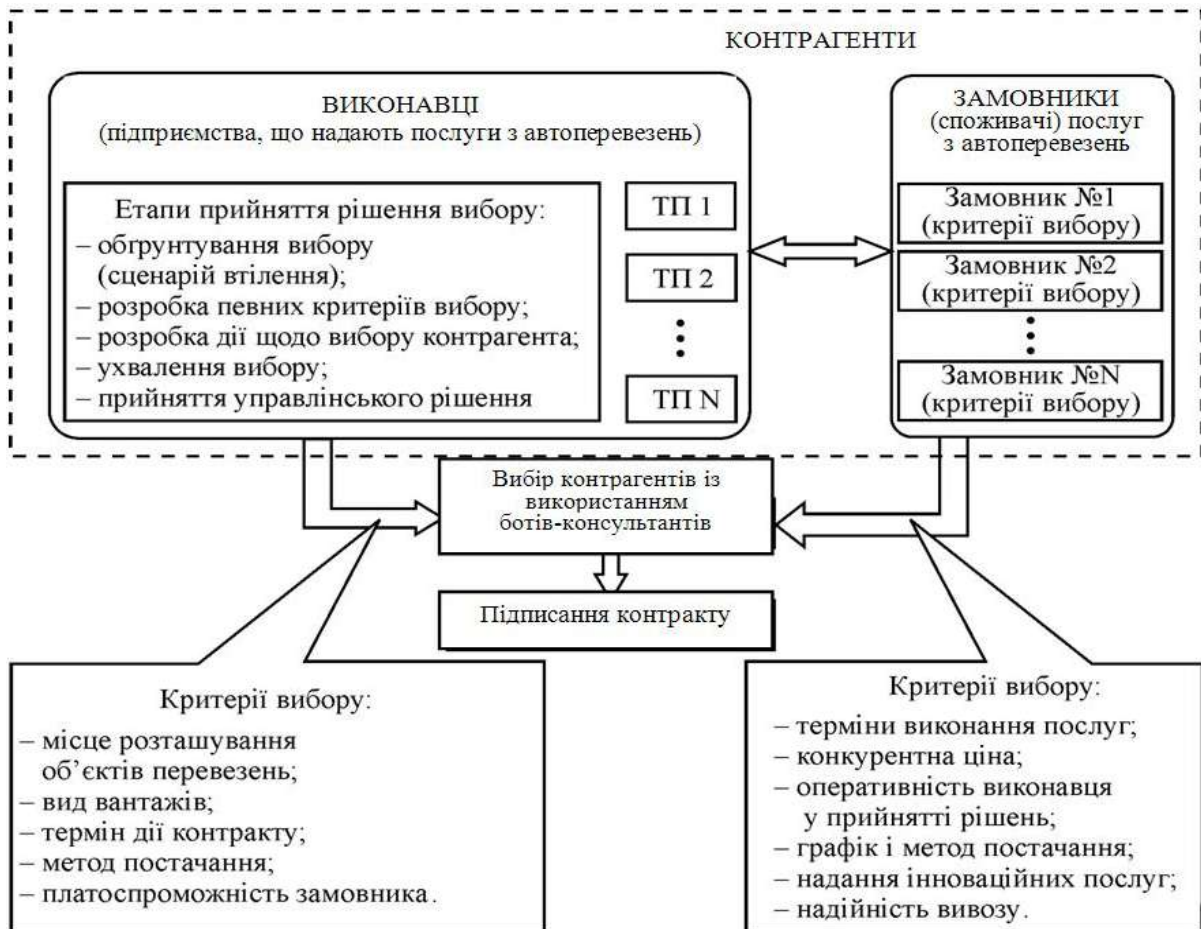 КОНТРАГЕНТИ
ВИКОНАВЦІ
(підприємства, що надають послуги з автоперевезень)
Етапи прийняття рішення вибору:
– обґрунтування вибору
(сценарій втілення);
– розробка певних критеріїв вибору;
– розробка дії щодо вибору контрагента;
– ухвалення вибору;
– прийняття управлінського рішення
ТП 1
ТП 2
ТП N
ЗАМОВНИКИ
(споживачі) послуг
з автоперевезень
Замовник №1
(критерії вибору)
Замовник №2
(критерії вибору)
Замовник №N
(критерії вибору)
Вибір контрагентів із
використанням
ботів-консультантів
Підписання контракту
Критерії вибору:
– місце розташування
об’єктів перевезень;
– вид вантажів;
– термін дії контракту;
– метод постачання;
– платоспроможність замовника.
Критерії вибору:
– терміни виконання послуг;
– конкурентна ціна;
– оперативність виконавця
у прийнятті рішень;
– графік і метод постачання;
– надання інноваційних послуг;
– надійність вивозу.